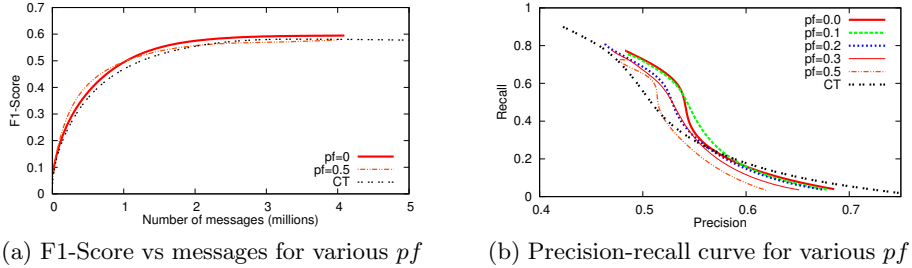 0.7
0.6
0.5
0.4
0.3
0.2
0.1
0
F1-Score
0 1 2 3 4 5
Number of messages (millions)
pf=0
pf=0.5
CT
(a) F1-Score vs messages for various pf
1
0.8
0.6
0.4
0.2
0
Recall
0.4 0.5 0.6 0.7
Precision
pf=0.0
pf=0.1
pf=0.2
pf=0.3
pf=0.5
CT
(b) Precision-recall curve for various pf